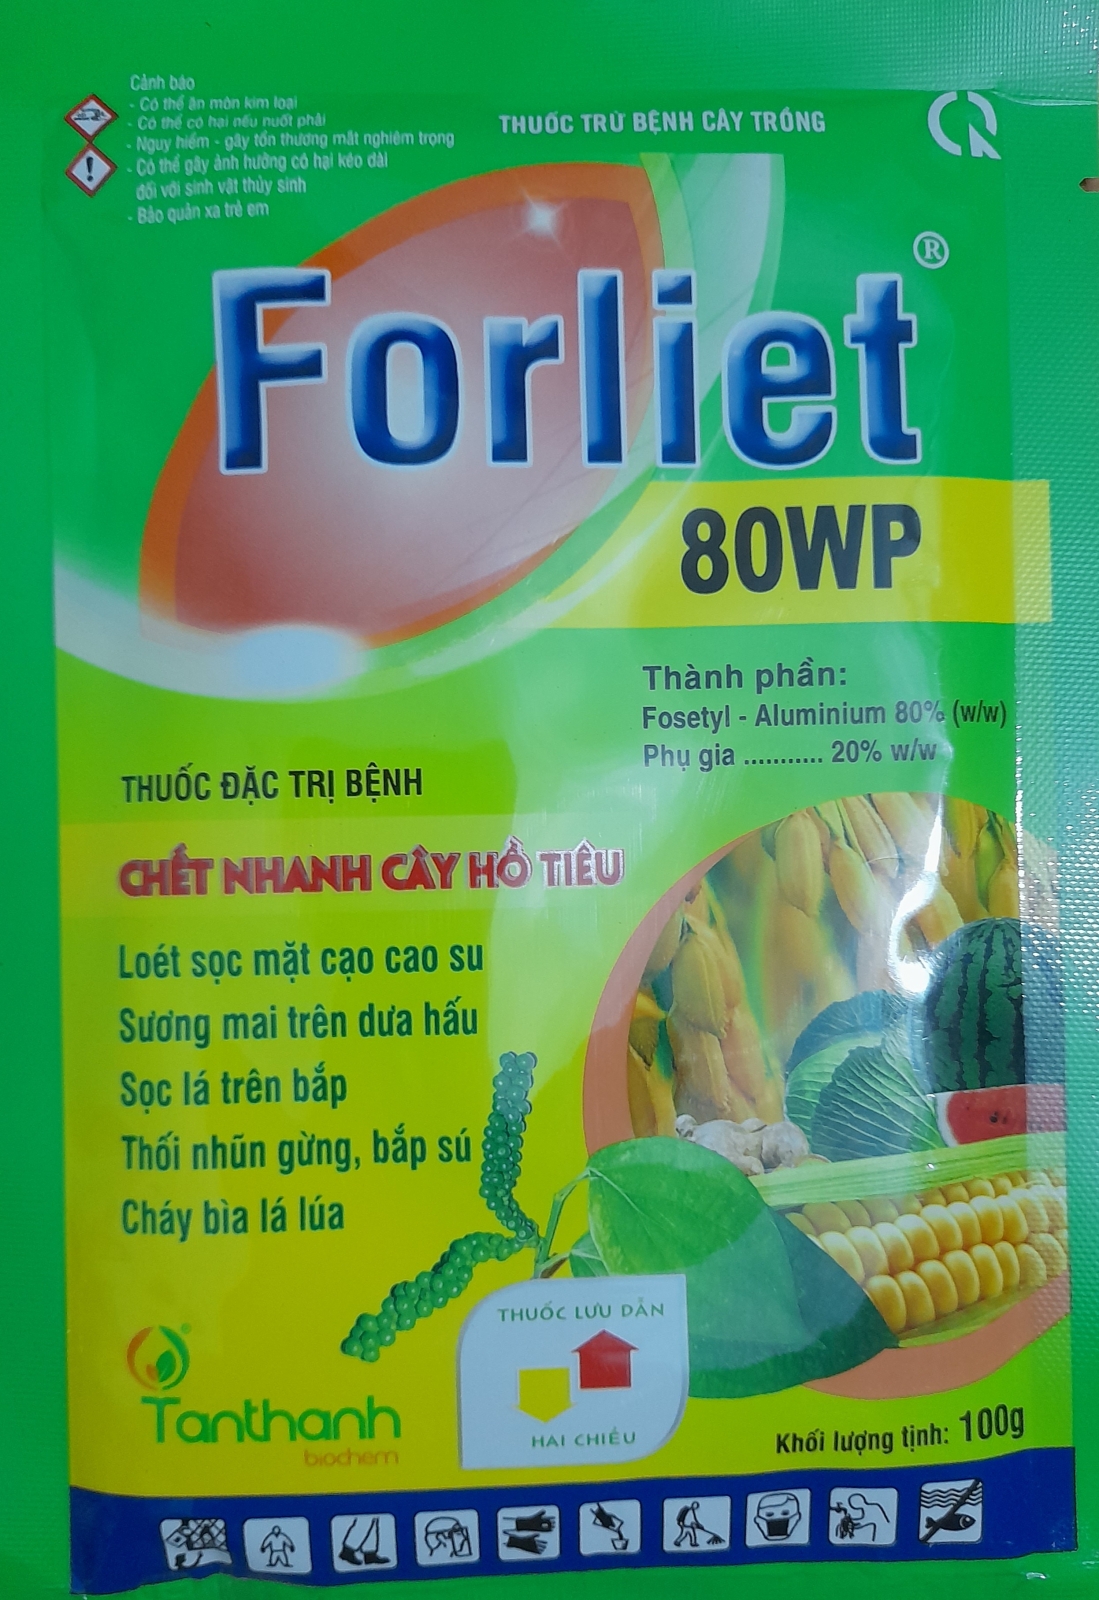 Cảnh báo
- Có thể ăn mòn kim loại
- Có thể có hại nếu nuốt phải
- Nguy hiểm - gây tổn thương mắt nghiêm trọng
- Có thể gây ảnh hưởng có hại kéo dài
đối với sinh vật thủy sinh
- Bảo quản xa trẻ em
THUỐC TRỪ BỆNH CÂY TRỒNG
Forliet®
80WP
Thành phần:
Fosetyl - Aluminium 80% (w/w)
Phụ gia ........... 20% w/w
THUỐC ĐẶC TRỊ BỆNH
CHẾT NHANH CÂY HỒ TIÊU
Loét sọc mặt cạo cao su
Sương mai trên dưa hấu
Sọc lá trên bắp
Thối nhũn gừng, bắp sú
Cháy bìa lá lúa
THUỐC LƯU DẪN
HAI CHIỀU
Tanthanh®
biochem
Khối lượng tịnh: 100g